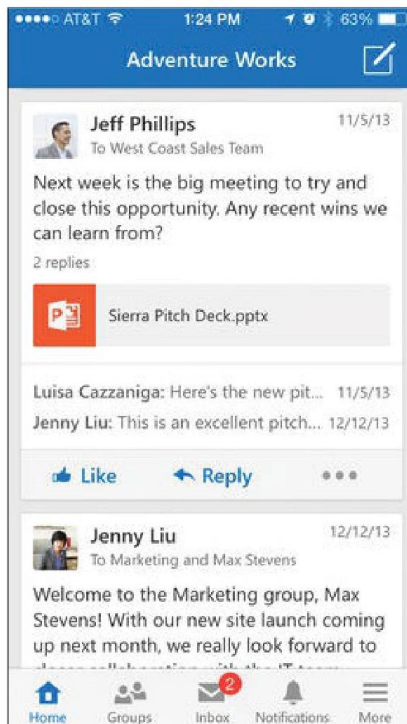 AT&T 1:24 PM 63%
Adventure Works
Jeff Phillips 11/5/13
To West Coast Sales Team
Next week is the big meeting to try and
close this opportunity. Any recent wins we
can learn from?
2 replies
P Sierra Pitch Deck.pptx
Luisa Cazzaniga: Here's the new pit... 11/5/13
Jenny Liu: This is an excellent pitch... 12/12/13
Like Reply •••
Jenny Liu 12/12/13
To Marketing and Max Stevens
Welcome to the Marketing group, Max
Stevens! With our new site launch coming
up next month, we really look forward to
2
Home Groups Inbox Notifications More